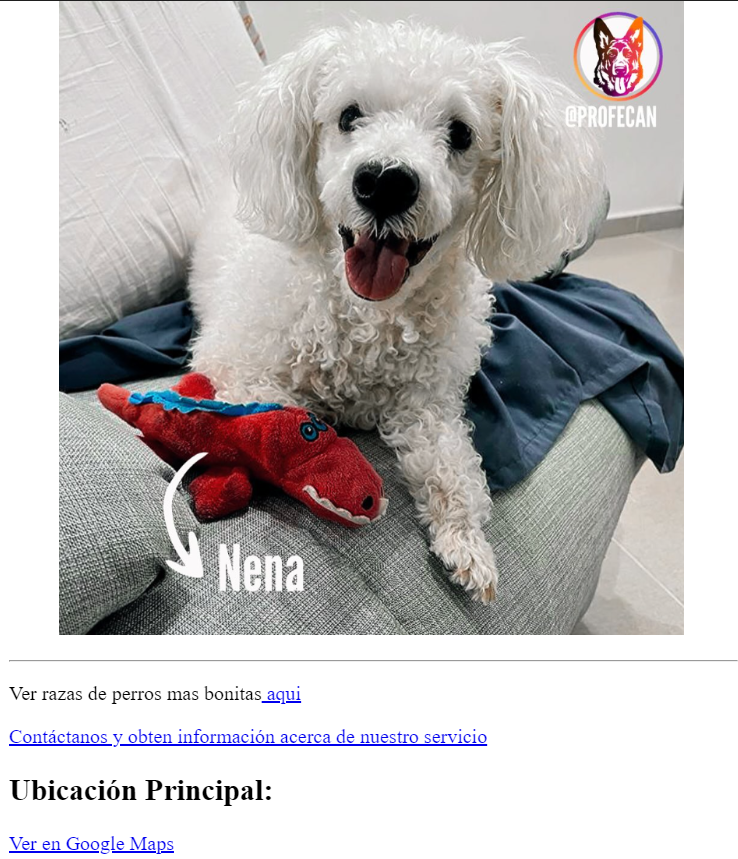 @PROFECAN
Nena
Ver razas de perros mas bonitas aqui
Contáctanos y obten información acerca de nuestro servicio
Ubicación Principal:
Ver en Google Maps